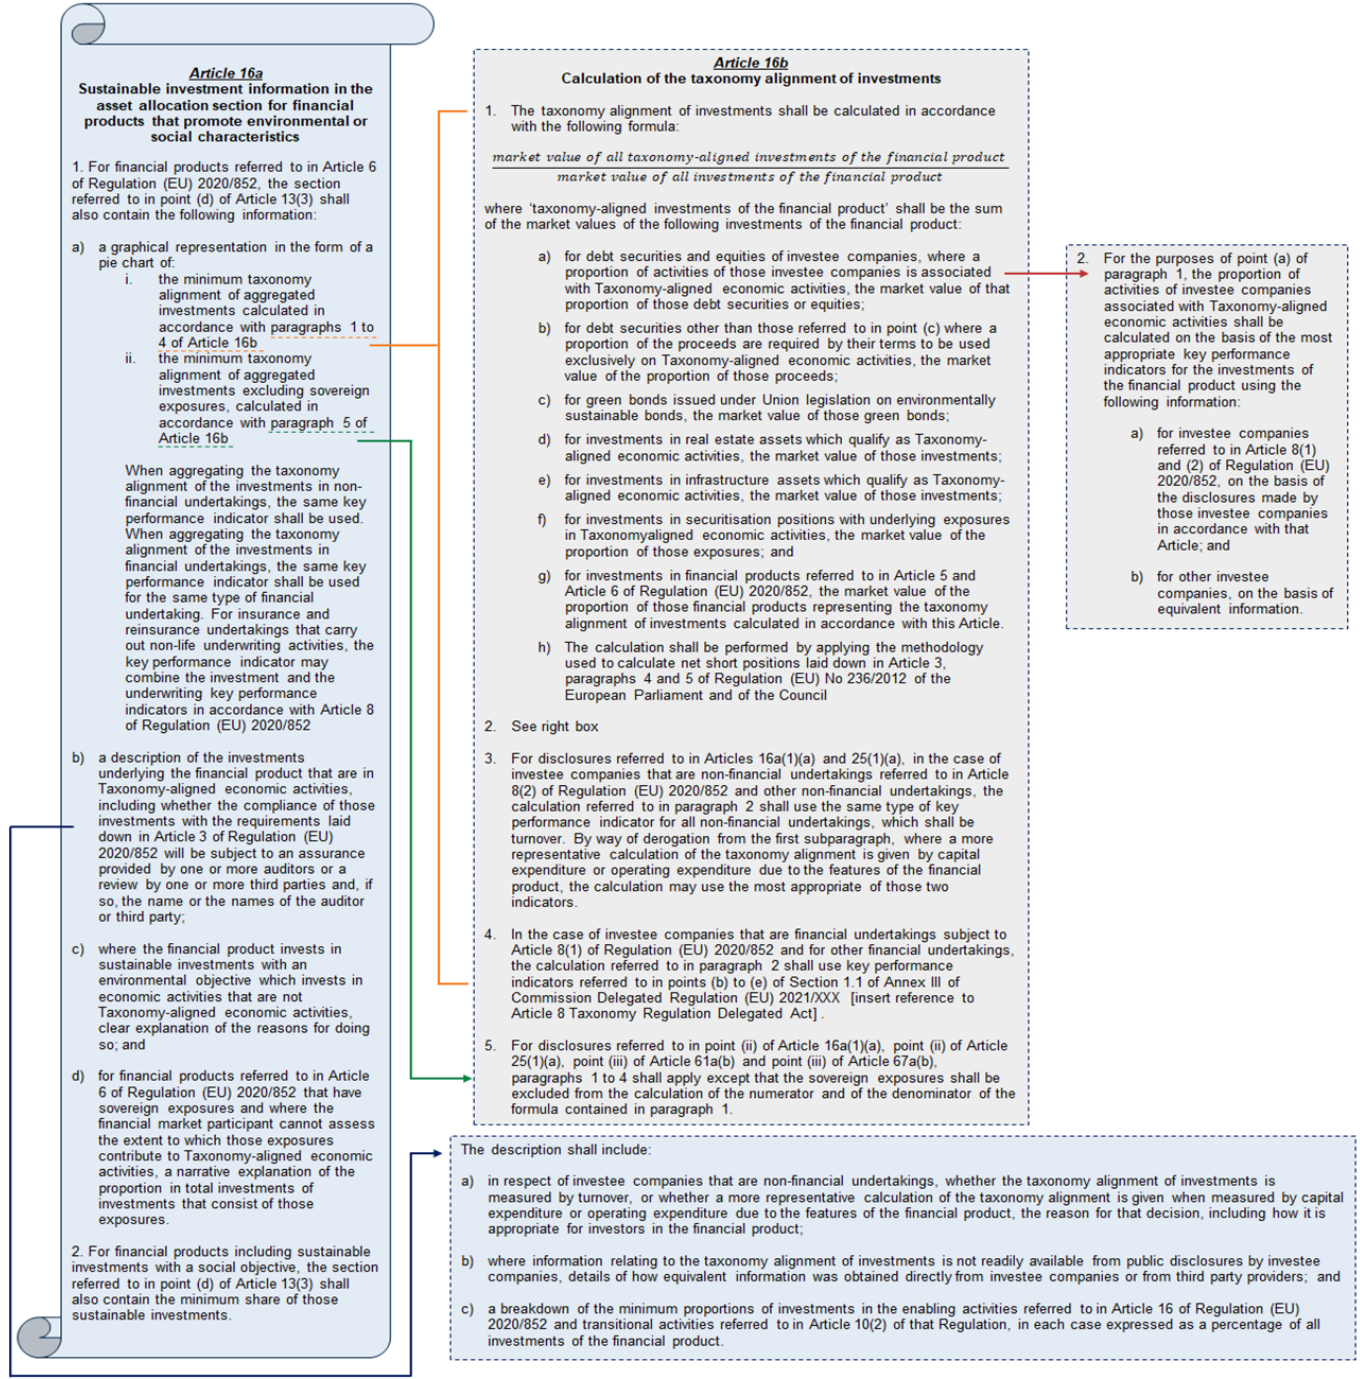 Article 16a
Sustainable investment information in the
asset allocation section for financial
products that promote environmental or
social characteristics
1. For financial products referred to in Article 6
of Regulation (EU) 2020/852, the section
referred to in point (d) of Article 13(3) shall
also contain the following information:
a) a graphical representation in the form of a
pie chart of:
i. the minimum taxonomy
alignment of aggregated
investments calculated in
accordance with paragraphs 1 to
4 of Article 16b
ii. the minimum taxonomy
alignment of aggregated
investments excluding sovereign
exposures, calculated in
accordance with paragraph 5 of
Article 16b
When aggregating the taxonomy
alignment of the investments in non-
financial undertakings, the same key
performance indicator shall be used.
When aggregating the taxonomy
alignment of the investments in
financial undertakings, the same key
performance indicator shall be used
for the same type of financial
undertaking. For insurance and
reinsurance undertakings that carry
out non-life underwriting activities, the
key performance indicator may
combine the investment and the
underwriting key performance
indicators in accordance with Article 8
of Regulation (EU) 2020/852
b) a description of the investments
underlying the financial product that are in
Taxonomy-aligned economic activities,
including whether the compliance of those
investments with the requirements laid
down in Article 3 of Regulation (EU)
2020/852 will be subject to an assurance
provided by one or more auditors or a
review by one or more third parties and, if
so, the name or the names of the auditor
or third party;
c) where the financial product invests in
sustainable investments with an
environmental objective which invests in
economic activities that are not
Taxonomy-aligned economic activities,
clear explanation of the reasons for doing
so; and
d) for financial products referred to in Article
6 of Regulation (EU) 2020/852 that have
sovereign exposures and where the
financial market participant cannot assess
the extent to which those exposures
contribute to Taxonomy-aligned economic
activities, a narrative explanation of the
proportion in total investments of
investments that consist of those
exposures.
2. For financial products including sustainable
investments with a social objective, the section
referred to in point (d) of Article 13(3) shall
also contain the minimum share of those
sustainable investments.
Article 16b
Calculation of the taxonomy alignment of investments
1. The taxonomy alignment of investments shall be calculated in accordance
with the following formula:
market value of all taxonomy-aligned investments of the financial product
market value of all investments of the financial product
where ‘taxonomy-aligned investments of the financial product’ shall be the sum
of the market values of the following investments of the financial product:
a) for debt securities and equities of investee companies, where a
proportion of activities of those investee companies is associated
with Taxonomy-aligned economic activities, the market value of that
proportion of those debt securities or equities;
b) for debt securities other than those referred to in point (c) where a
proportion of the proceeds are required by their terms to be used
exclusively on Taxonomy-aligned economic activities, the market
value of the proportion of those proceeds;
c) for green bonds issued under Union legislation on environmentally
sustainable bonds, the market value of those green bonds;
d) for investments in real estate assets which qualify as Taxonomy-
aligned economic activities, the market value of those investments;
e) for investments in infrastructure assets which qualify as Taxonomy-
aligned economic activities, the market value of those investments;
f) for investments in securitisation positions with underlying exposures
in Taxonomyaligned economic activities, the market value of the
proportion of those exposures; and
g) for investments in financial products referred to in Article 5 and
Article 6 of Regulation (EU) 2020/852, the market value of the
proportion of those financial products representing the taxonomy
alignment of investments calculated in accordance with this Article.
h) The calculation shall be performed by applying the methodology
used to calculate net short positions laid down in Article 3,
paragraphs 4 and 5 of Regulation (EU) No 236/2012 of the
European Parliament and of the Council
2. See right box
3. For disclosures referred to in Articles 16a(1)(a) and 25(1)(a), in the case of
investee companies that are non-financial undertakings referred to in Article
8(2) of Regulation (EU) 2020/852 and other non-financial undertakings, the
calculation referred to in paragraph 2 shall use the same type of key
performance indicator for all non-financial undertakings, which shall be
turnover. By way of derogation from the first subparagraph, where a more
representative calculation of the taxonomy alignment is given by capital
expenditure or operating expenditure due to the features of the financial
product, the calculation may use the most appropriate of those two
indicators.
4. In the case of investee companies that are financial undertakings subject to
Article 8(1) of Regulation (EU) 2020/852 and for other financial undertakings,
the calculation referred to in paragraph 2 shall use key performance
indicators referred to in points (b) to (e) of Section 1.1 of Annex III of
Commission Delegated Regulation (EU) 2021/XXX [insert reference to
Article 8 Taxonomy Regulation Delegated Act] .
5. For disclosures referred to in point (ii) of Article 16a(1)(a), point (ii) of Article
25(1)(a), point (iii) of Article 61a(b) and point (iii) of Article 67a(b),
paragraphs 1 to 4 shall apply except that the sovereign exposures shall be
excluded from the calculation of the numerator and of the denominator of the
formula contained in paragraph 1.
2. For the purposes of point (a) of
paragraph 1, the proportion of
activities of investee companies
associated with Taxonomy-aligned
economic activities shall be
calculated on the basis of the most
appropriate key performance
indicators for the investments of
the financial product using the
following information:
a) for investee companies
referred to in Article 8(1)
and (2) of Regulation (EU)
2020/852, on the basis of
the disclosures made by
those investee companies
in accordance with that
Article; and
b) for other investee
companies, on the basis of
equivalent information.
The description shall include:
a) in respect of investee companies that are non-financial undertakings, whether the taxonomy alignment of investments is
measured by turnover, or whether a more representative calculation of the taxonomy alignment is given when measured by capital
expenditure or operating expenditure due to the features of the financial product, the reason for that decision, including how it is
appropriate for investors in the financial product;
b) where information relating to the taxonomy alignment of investments is not readily available from public disclosures by investee
companies, details of how equivalent information was obtained directly from investee companies or from third party providers; and
c) a breakdown of the minimum proportions of investments in the enabling activities referred to in Article 16 of Regulation (EU)
2020/852 and transitional activities referred to in Article 10(2) of that Regulation, in each case expressed as a percentage of all
investments of the financial product.